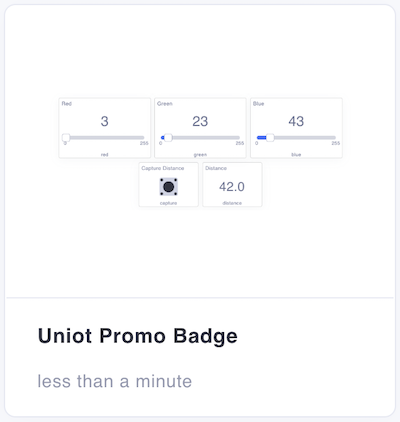 Red Green Blue
3 23 43
0 255 0 255 0 255
red green blue
Capture Distance Distance
42.0
capture distance
Uniot Promo Badge
less than a minute